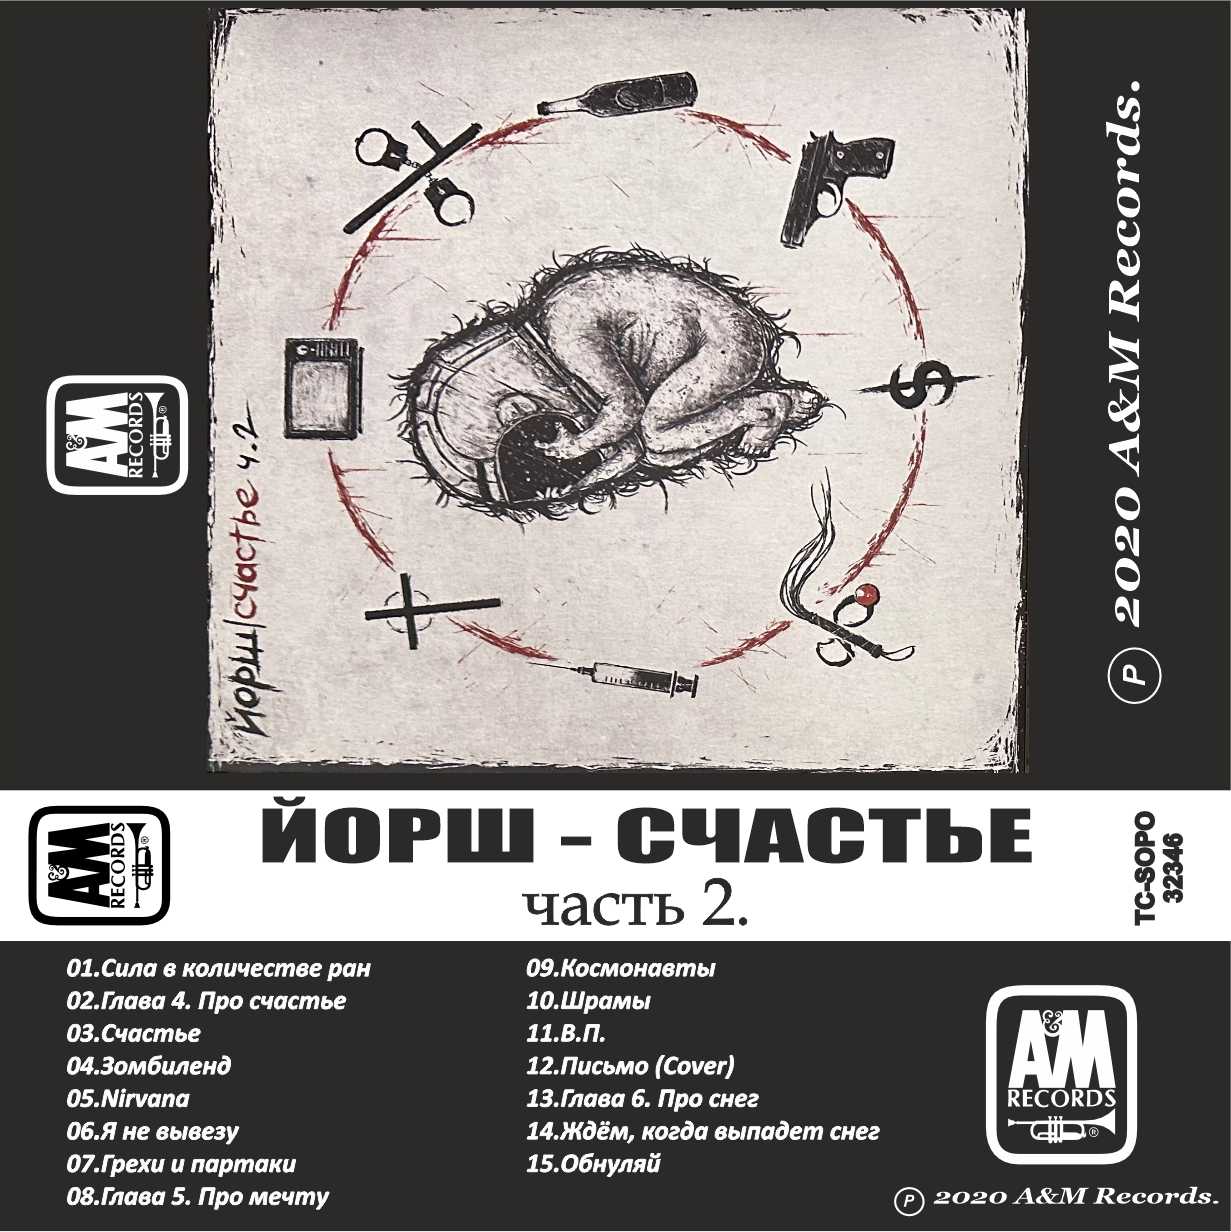 A&M
RECORDS®
йорш|счастье ч.2
Ⓟ 2020 A&M Records.
A&M
RECORDS®
ЙОРШ - СЧАСТЬЕ
часть 2.
TC-SOPO
32346
01.Сила в количестве ран
02.Глава 4. Про счастье
03.Счастье
04.Зомбиленд
05.Nirvana
06.Я не вывезу
07.Грехи и партаки
08.Глава 5. Про мечту
09.Космонавты
10.Шрамы
11.В.П.
12.Письмо (Cover)
13.Глава 6. Про снег
14.Ждём, когда выпадет снег
15.Обнуляй
A&M
RECORDS
®
Ⓟ 2020 A&M Records.